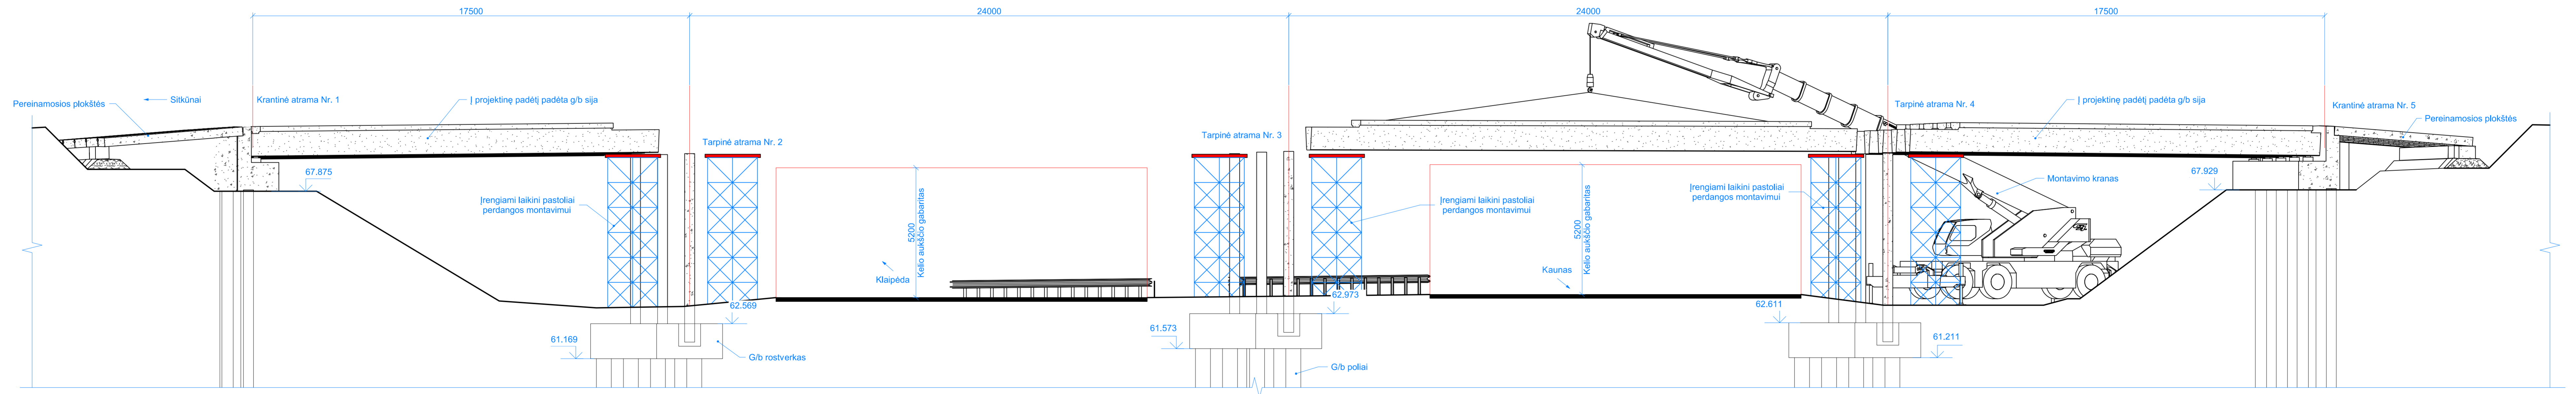 17500
24000
24000
17500
Pereinamosios plokštės
Sitkūnai
Krantinė atrama Nr. 1
Į projektinę padėtį padėta g/b sija
Tarpinė atrama Nr. 2
Tarpinė atrama Nr. 3
Tarpinė atrama Nr. 4
Į projektinę padėtį padėta g/b sija
Krantinė atrama Nr. 5
Pereinamosios plokštės
67.875
Įrengiami laikini pastoliai
perdangos montavimui
5200
Kelio aukščio gabaritas
Klaipėda
Įrengiami laikini pastoliai
perdangos montavimui
5200
Kelio aukščio gabaritas
Kaunas
Įrengiami laikini pastoliai
perdangos montavimui
Montavimo kranas
67.929
62.569
62.973
62.611
61.169
G/b rostverkas
61.573
G/b poliai
61.211